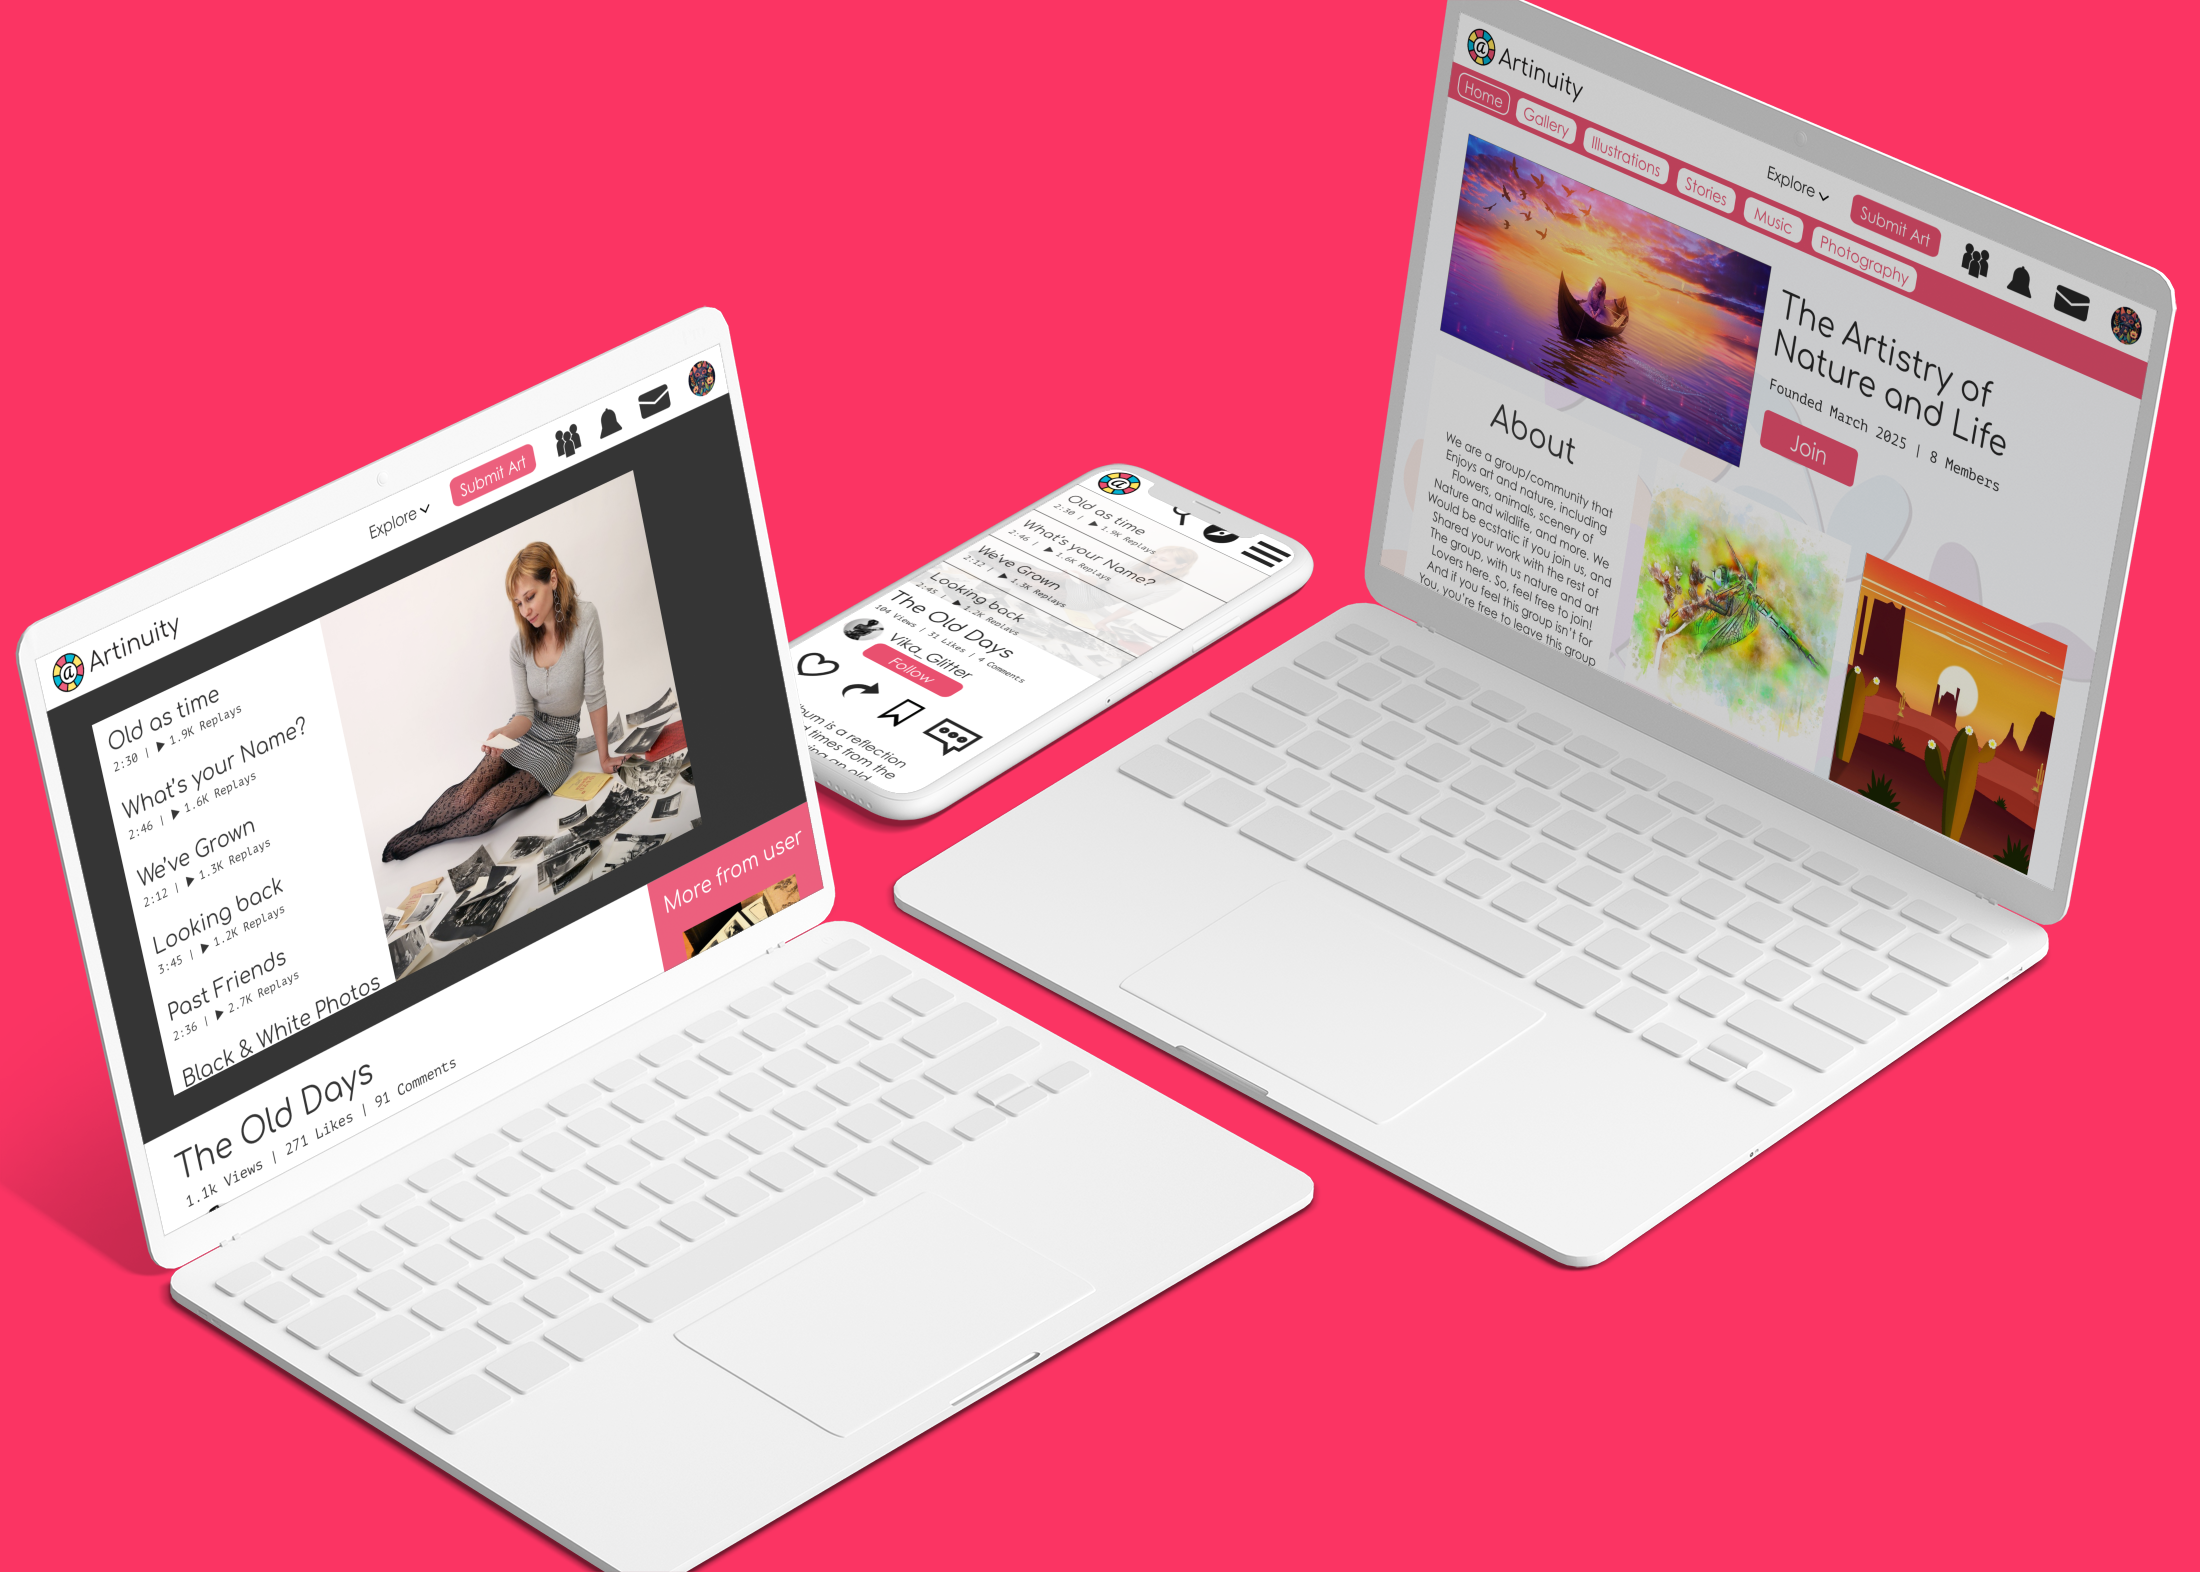 Artinuity
Explore
Submit Art
Old as time
2:30 | ▶ 1.9K Replays
What's your Name?
2:46 | ▶ 1.6K Replays
We've Grown
2:12 | ▶ 1.3K Replays
Looking back
3:45 | ▶ 1.2K Replays
Past Friends
2:36 | ▶ 2.7K Replays
Black & White Photos
More from user
The Old Days
1.1k Views | 271 Likes | 91 Comments
@
Old as time
2:30 | ▶ 1.9K Replays
What's your Name?
2:46 | ▶ 1.6K Replays
We've Grown
2:12 | ▶ 1.3K Replays
Looking back
▶ 1.2K Replays
The Old Days
104 Views | 31 Likes | 4 Comments
Vika_Glitter
Follow
is a reflection
times from the
an old
@ Artinuity
Explore
Submit Art
Home
Gallery
Illustrations
Stories
Music
Photography
The Artistry of
Nature and Life
Founded March 2025 | 8 Members
Join
About
We are a group/community that
Enjoys art and nature, including
Flowers, animals, scenery of
Nature and wildlife, and more. We
Would be ecstatic if you join us, and
Shared your work with the rest of
The group, with us nature and art
Lovers here. So, feel free to join!
And if you feel this group isn't for
You, you're free to leave this group